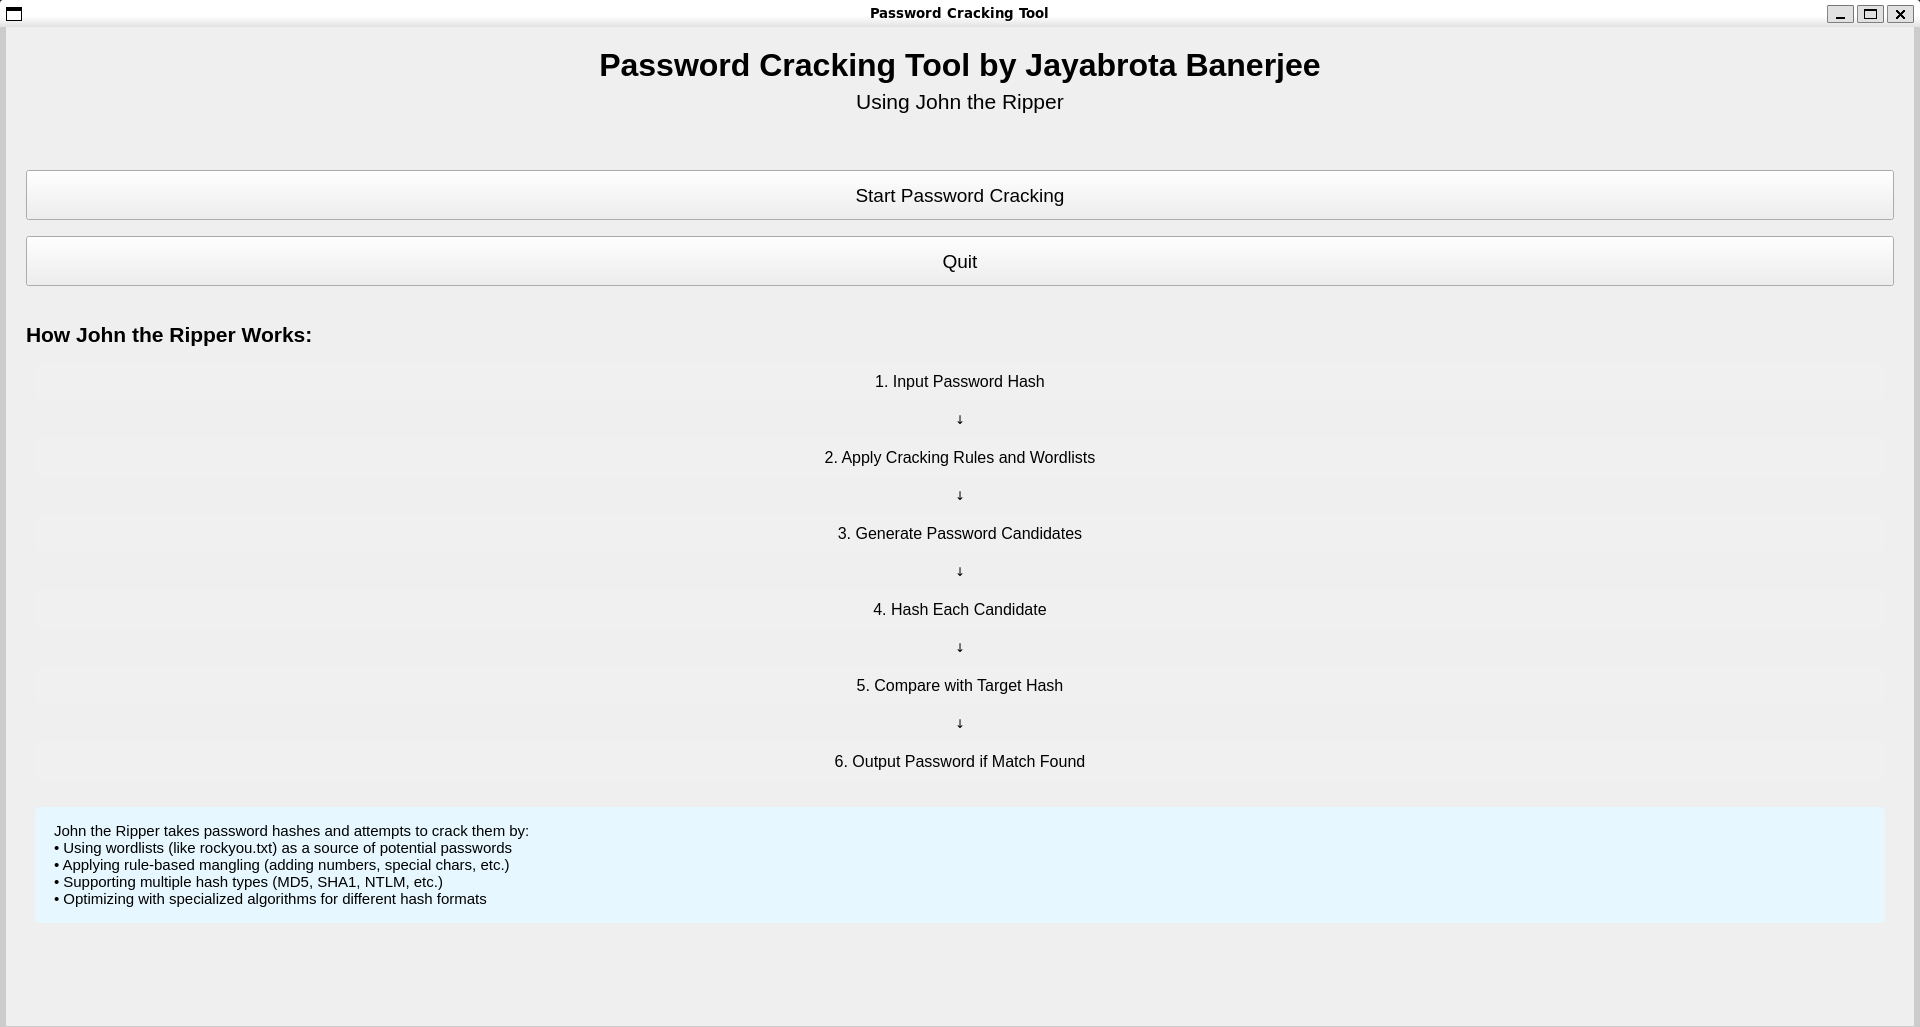 Password Cracking Tool
Password Cracking Tool by Jayabrota Banerjee
Using John the Ripper
Start Password Cracking
Quit
How John the Ripper Works:
1. Input Password Hash
↓
2. Apply Cracking Rules and Wordlists
↓
3. Generate Password Candidates
↓
4. Hash Each Candidate
↓
5. Compare with Target Hash
↓
6. Output Password if Match Found
John the Ripper takes password hashes and attempts to crack them by:
• Using wordlists (like rockyou.txt) as a source of potential passwords
• Applying rule-based mangling (adding numbers, special chars, etc.)
• Supporting multiple hash types (MD5, SHA1, NTLM, etc.)
• Optimizing with specialized algorithms for different hash formats